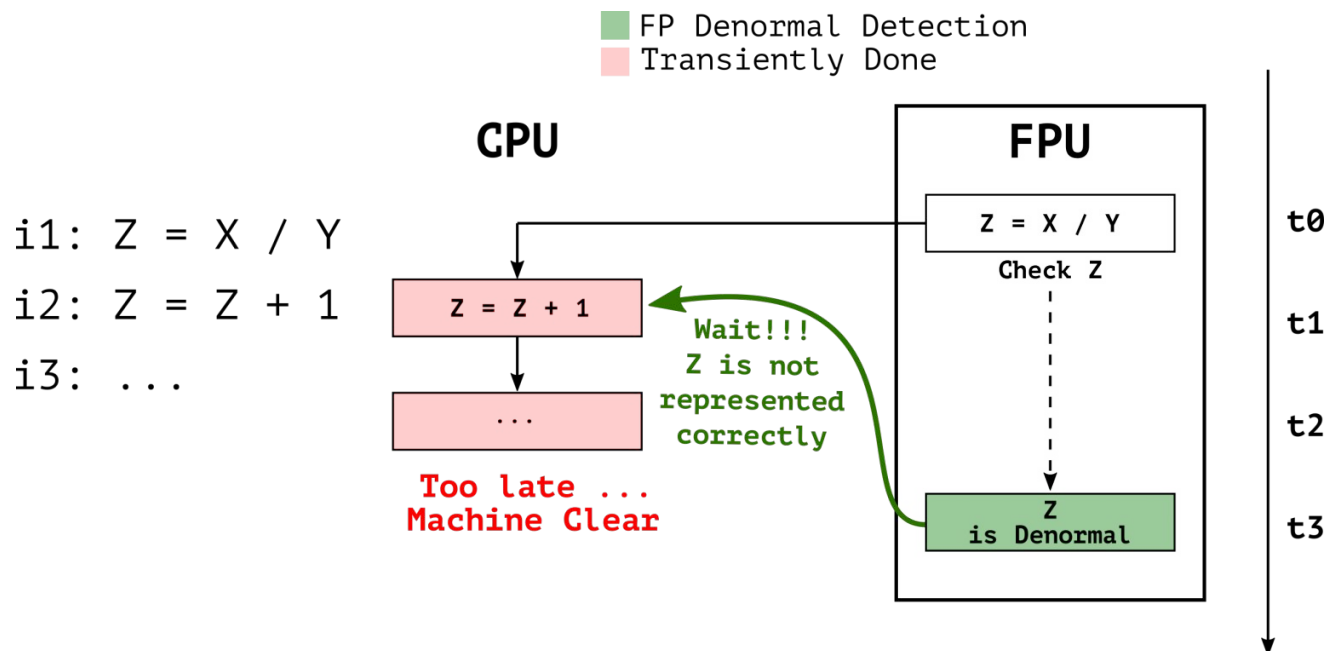 FP Denormal Detection
Transiently Done
CPU
FPU
i1: Z = X / Y
i2: Z = Z + 1
i3: ...
Z = X / Y
Check Z
Z = Z + 1
...
Wait!!!
Z is not
represented
correctly
Too late ...
Machine Clear
Z
is Denormal
t0
t1
t2
t3